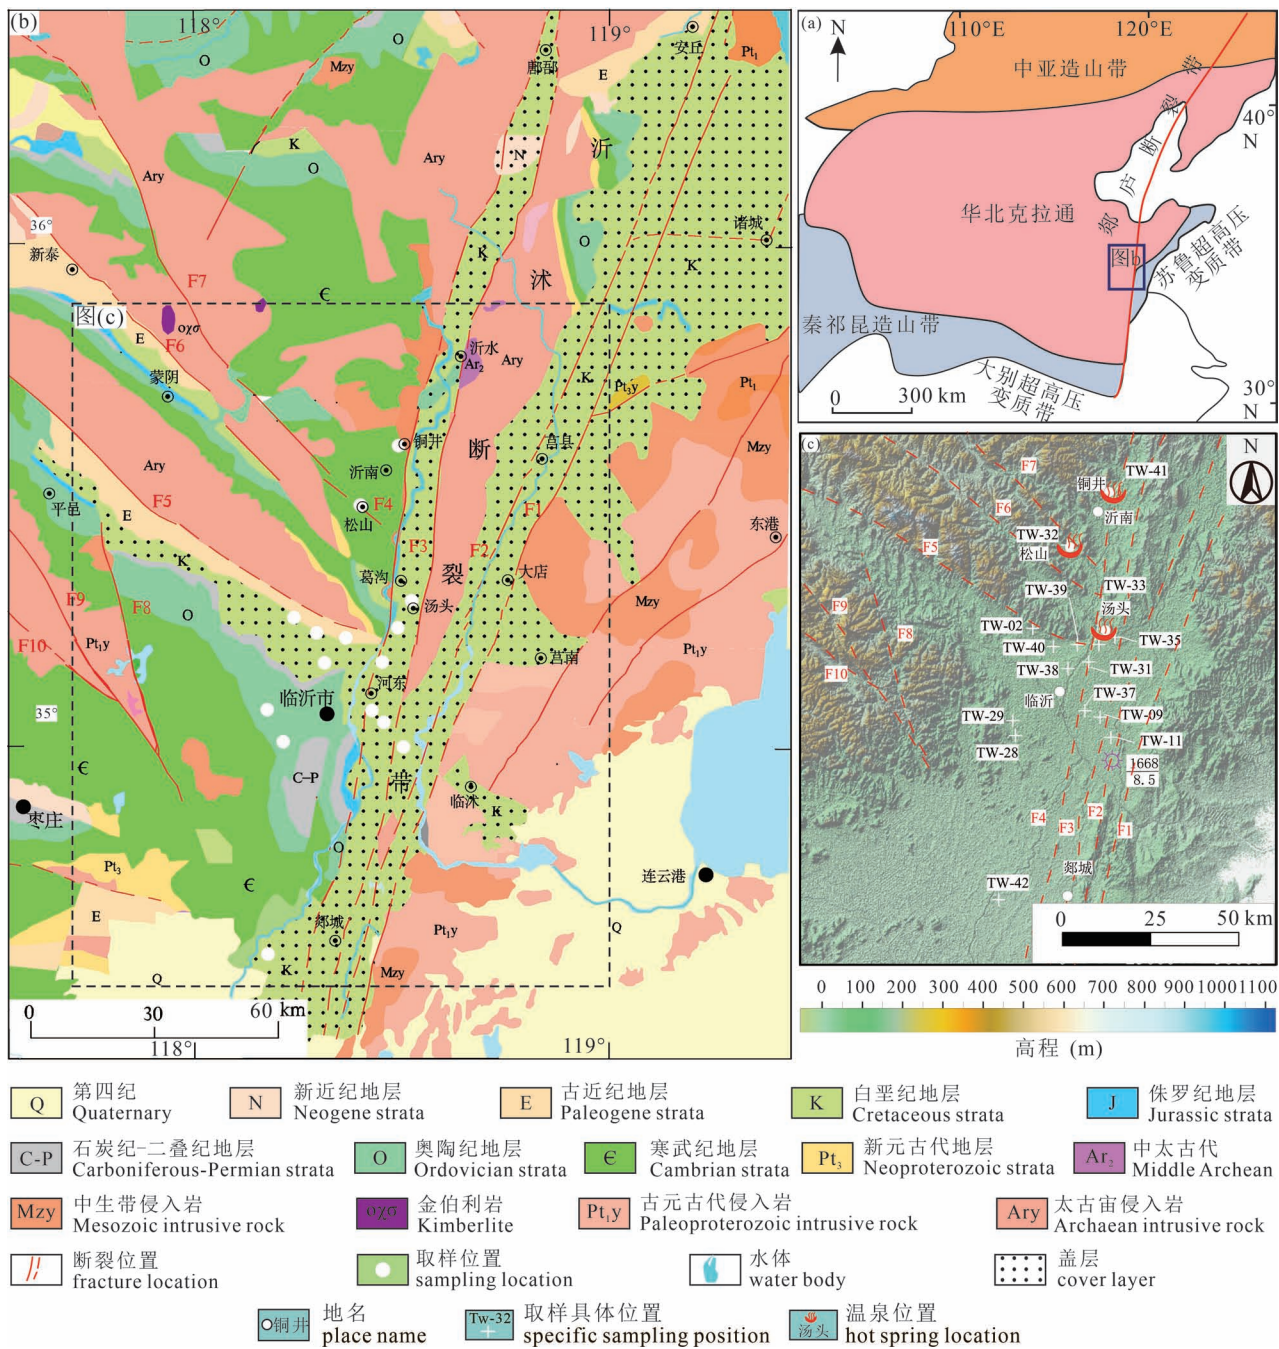 (b)
118°
119°
安丘
Pt₁
鄌郚
O
O
Mzy
E
沂
K
N
Ary
Ary
O
36°
新泰
诸城
O
K
K
F7
沭
Є
图(c)
οχσ
E
F6
沂水
Ar₂
Ary
K
蒙阴
Pt₃y
Pt₁
铜井
断
莒县
Mzy
沂南
Ary
F5
F4
平邑
松山
F1
东港
E
F3
F2
K
葛沟
裂
大店
F9
F8
O
汤头
Mzy
F10
Pt₁y
Pt₁y
莒南
临沂市
河东
35°
Є
C-P
带
临沭
K
枣庄
O
Pt₃
Є
连云港
E
郯城
Pt₁y
Q
Q
K
Mzy
0 30 60 km
118°
119°
(a)
N
110°E
120°E
中亚造山带
40°
N
郯庐断裂带
华北克拉通
图b
苏鲁超高压
变质带
秦祁昆造山带
大别超高压
变质带
0 300 km
30°
N
(c)
N
F7
铜井
TW-41
F6
沂南
TW-32
松山
F5
TW-33
TW-39
汤头
F9
F8
TW-02
TW-35
TW-40
F10
TW-38
TW-31
临沂
TW-37
TW-29
TW-09
TW-28
TW-11
1668
8.5
F4
F3
F2
F1
郯城
TW-42
0 25 50 km
0 100 200 300 400 500 600 700 800 900 1000 1100
高程 (m)
Q 第四纪 Quaternary
N 新近纪地层 Neogene strata
E 古近纪地层 Paleogene strata
K 白垩纪地层 Cretaceous strata
J 侏罗纪地层 Jurassic strata
C-P 石炭纪-二叠纪地层 Carboniferous-Permian strata
O 奥陶纪地层 Ordovician strata
Є 寒武纪地层 Cambrian strata
Pt₃ 新元古代地层 Neoproterozoic strata
Ar₂ 中太古代 Middle Archean
Mzy 中生带侵入岩 Mesozoic intrusive rock
οχσ 金伯利岩 Kimberlite
Pt₁y 古元古代侵入岩 Paleoproterozoic intrusive rock
Ary 太古宙侵入岩 Archaean intrusive rock
断裂位置 fracture location
取样位置 sampling location
水体 water body
盖层 cover layer
铜井 地名 place name
Tw-32 取样具体位置 specific sampling position
汤头 温泉位置 hot spring location